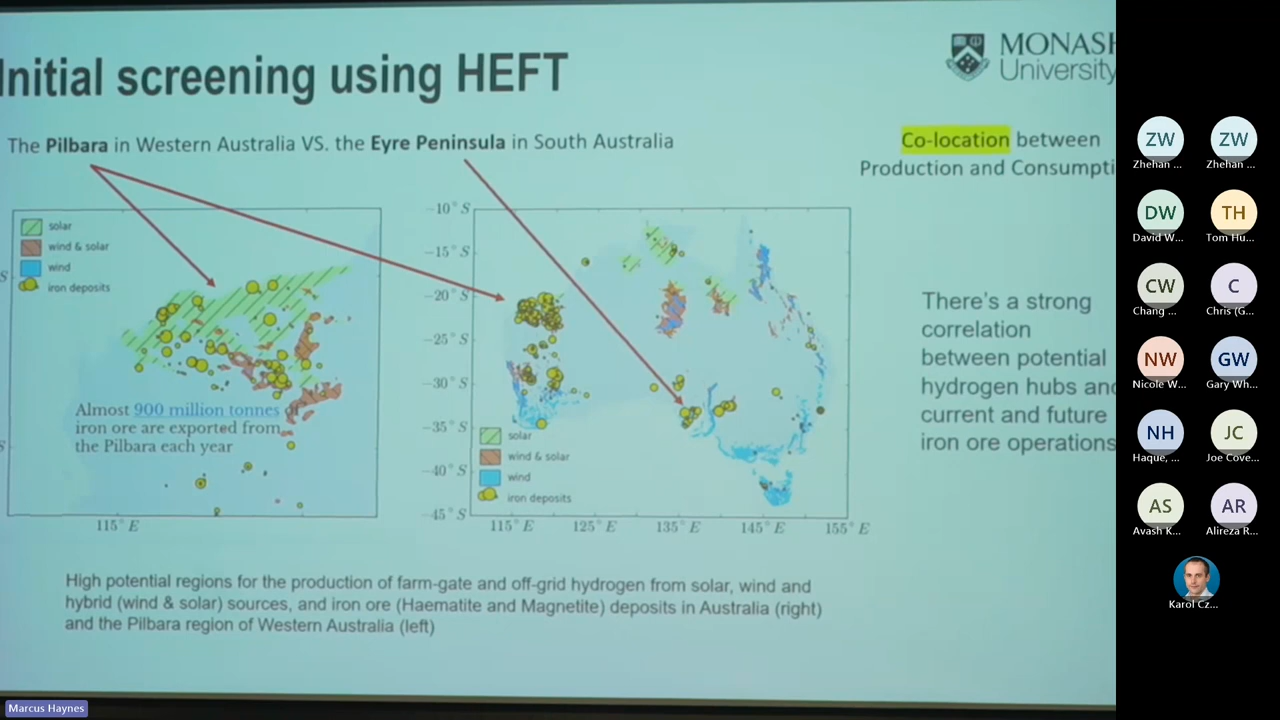 Initial screening using HEFT
MONASH
University
The Pilbara in Western Australia VS. the Eyre Peninsula in South Australia
Co-location between
Production and Consumpti
solar
wind & solar
wind
iron deposits
Almost 900 million tonnes of
iron ore are exported from
the Pilbara each year
115° E
−10° S
−15° S
−20° S
−25° S
−30° S
−35° S
−40° S
−45° S
solar
wind & solar
wind
iron deposits
115° E 125° E 135° E 145° E 155° E
There's a strong
correlation
between potential
hydrogen hubs and
current and future
iron ore operations
High potential regions for the production of farm-gate and off-grid hydrogen from solar, wind and
hybrid (wind & solar) sources, and iron ore (Haematite and Magnetite) deposits in Australia (right)
and the Pilbara region of Western Australia (left)
Marcus Haynes
ZW ZW
Zhehan ... Zhehan ...
DW TH
David W... Tom Hu...
CW C
Chang ... Chris (G...
NW GW
Nicole W... Gary Wh...
NH JC
Haque, ... Joe Cove...
AS AR
Avash K... Alireza R...
Karol Cz...